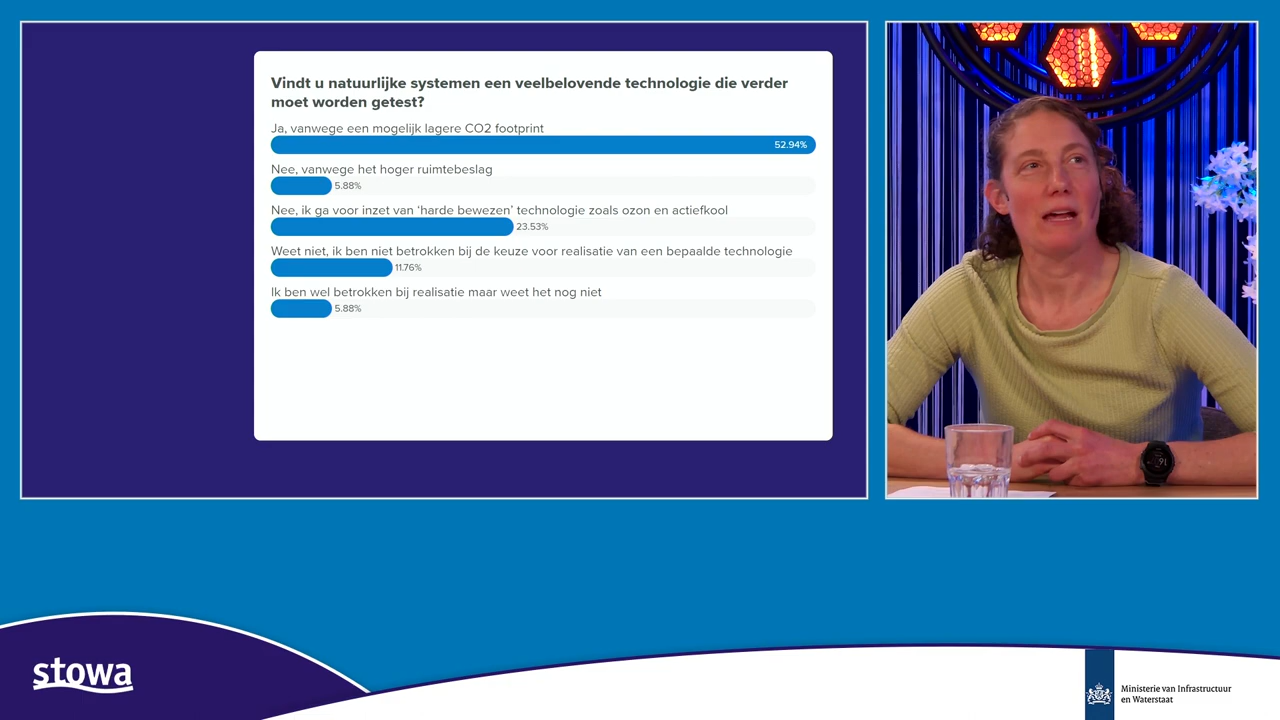 Vindt u natuurlijke systemen een veelbelovende technologie die verder
moet worden getest?
Ja, vanwege een mogelijk lagere CO2 footprint
52.94%
Nee, vanwege het hoger ruimtebeslag
5.88%
Nee, ik ga voor inzet van ‘harde bewezen’ technologie zoals ozon en actiefkool
23.53%
Weet niet, ik ben niet betrokken bij de keuze voor realisatie van een bepaalde technologie
11.76%
Ik ben wel betrokken bij realisatie maar weet het nog niet
5.88%
stowa
Ministerie van Infrastructuur
en Waterstaat